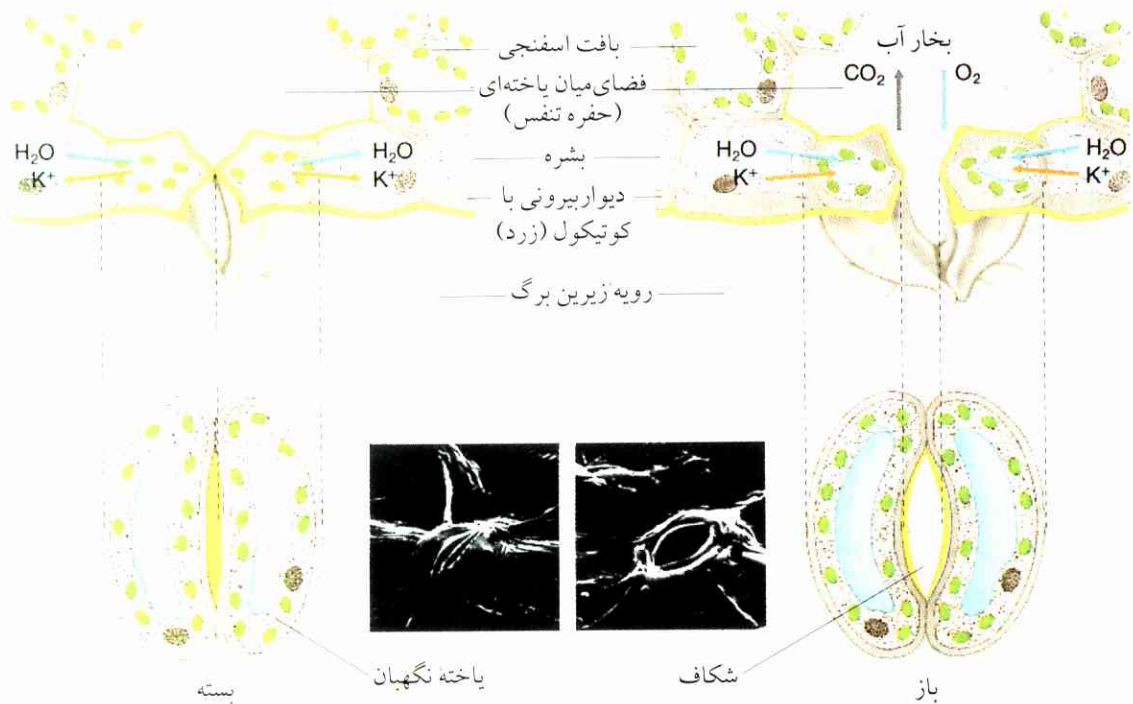 بافت اسفنجی
فضای میان یاخته‌ای
(حفره تنفس)
بشره
دیوار بیرونی با
کوتیکول (زرد)
رویه زیرین برگ
بخار آب
CO₂
O₂
H₂O
K⁺
H₂O
K⁺
H₂O
K⁺
H₂O
K⁺
شکاف
یاخته نگهبان
باز
بسته